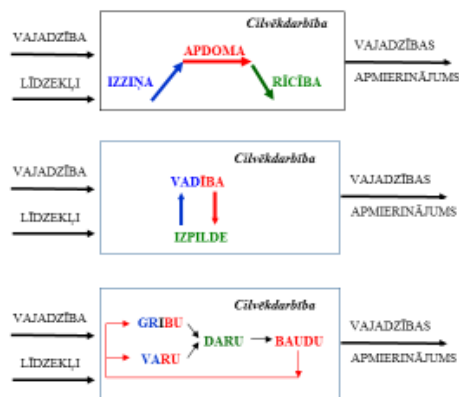 Cilvēkdarbība
VAJADZĪBA
APDOMA
VAJADZĪBAS
LĪDZEKĻI
IZZIŅA
RĪCĪBA
APMIERINĀJUMS
Cilvēkdarbība
VAJADZĪBA
VADĪBA
VAJADZĪBAS
LĪDZEKĻI
IZPILDE
APMIERINĀJUMS
Cilvēkdarbība
VAJADZĪBA
GRIBU
VAJADZĪBAS
DARU
BAUDU
LĪDZEKĻI
VARU
APMIERINĀJUMS